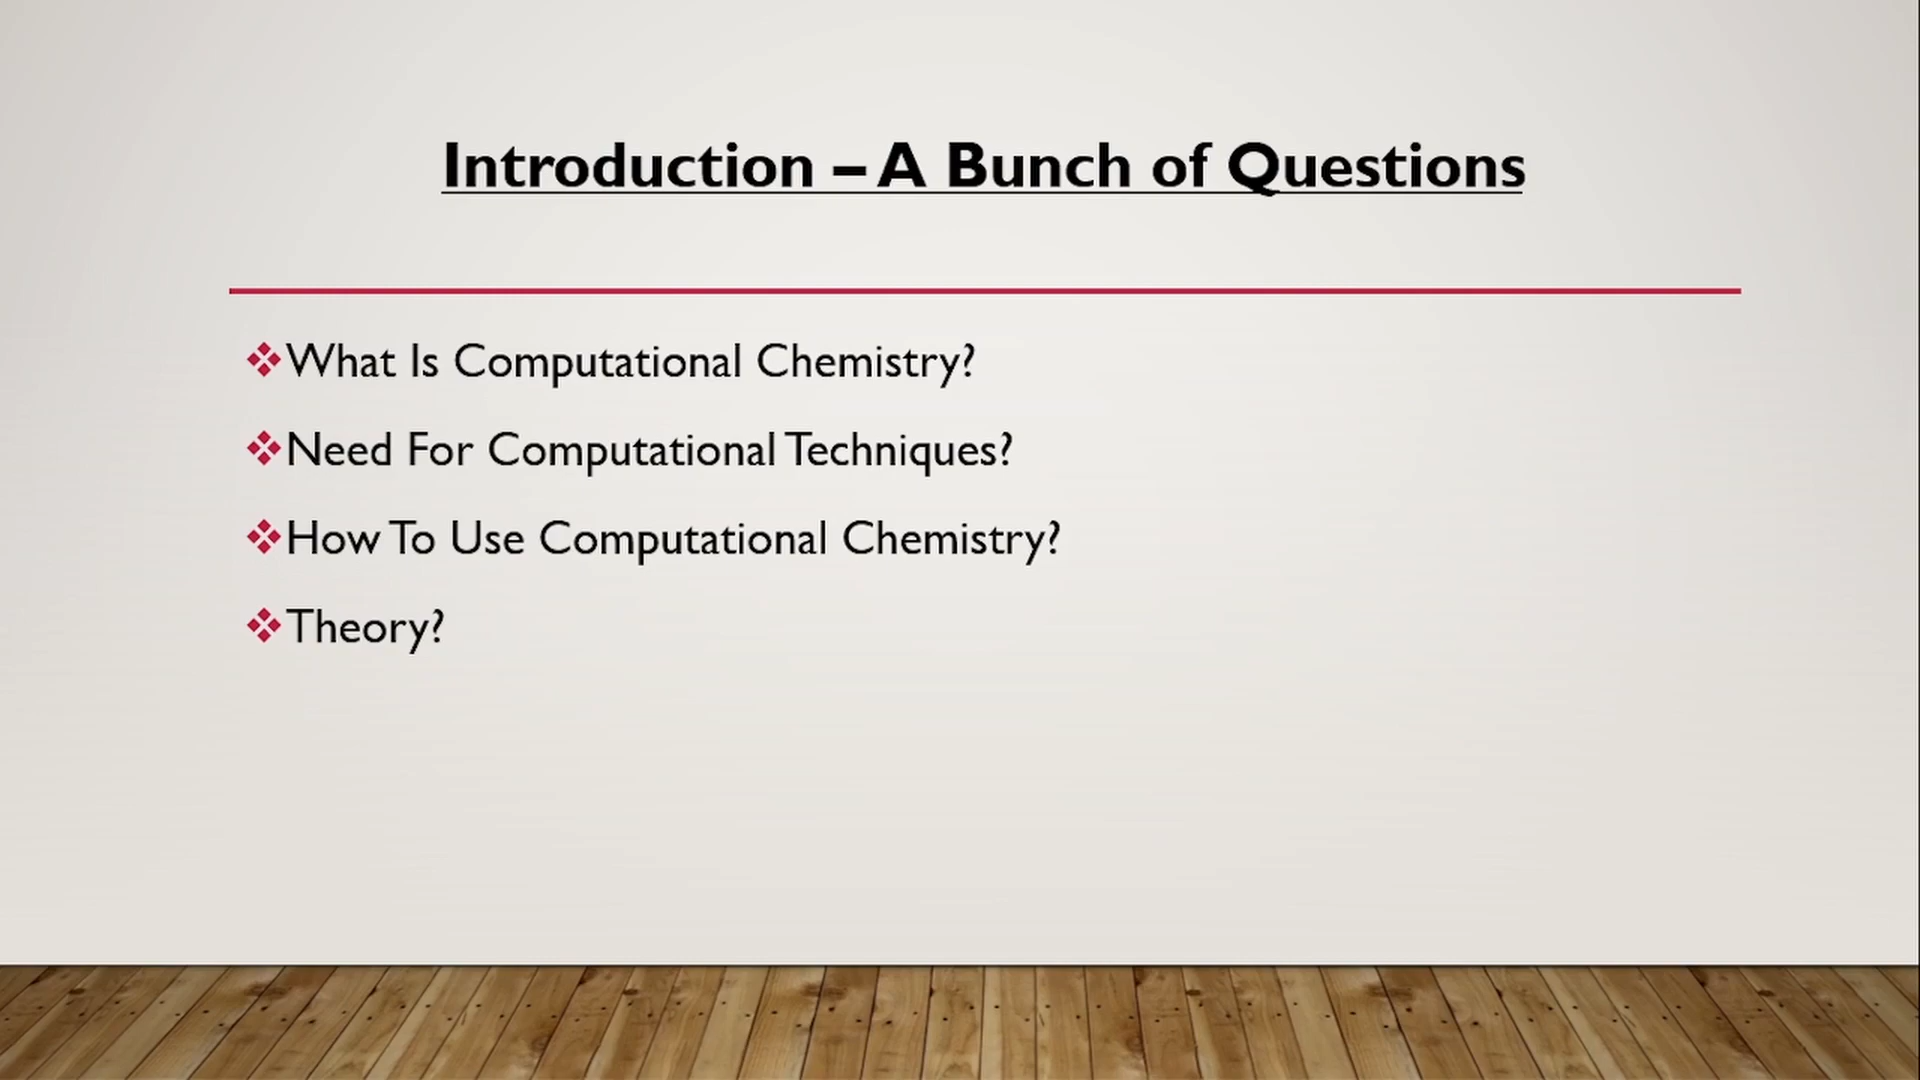 Introduction – A Bunch of Questions
What Is Computational Chemistry?
Need For Computational Techniques?
How To Use Computational Chemistry?
Theory?